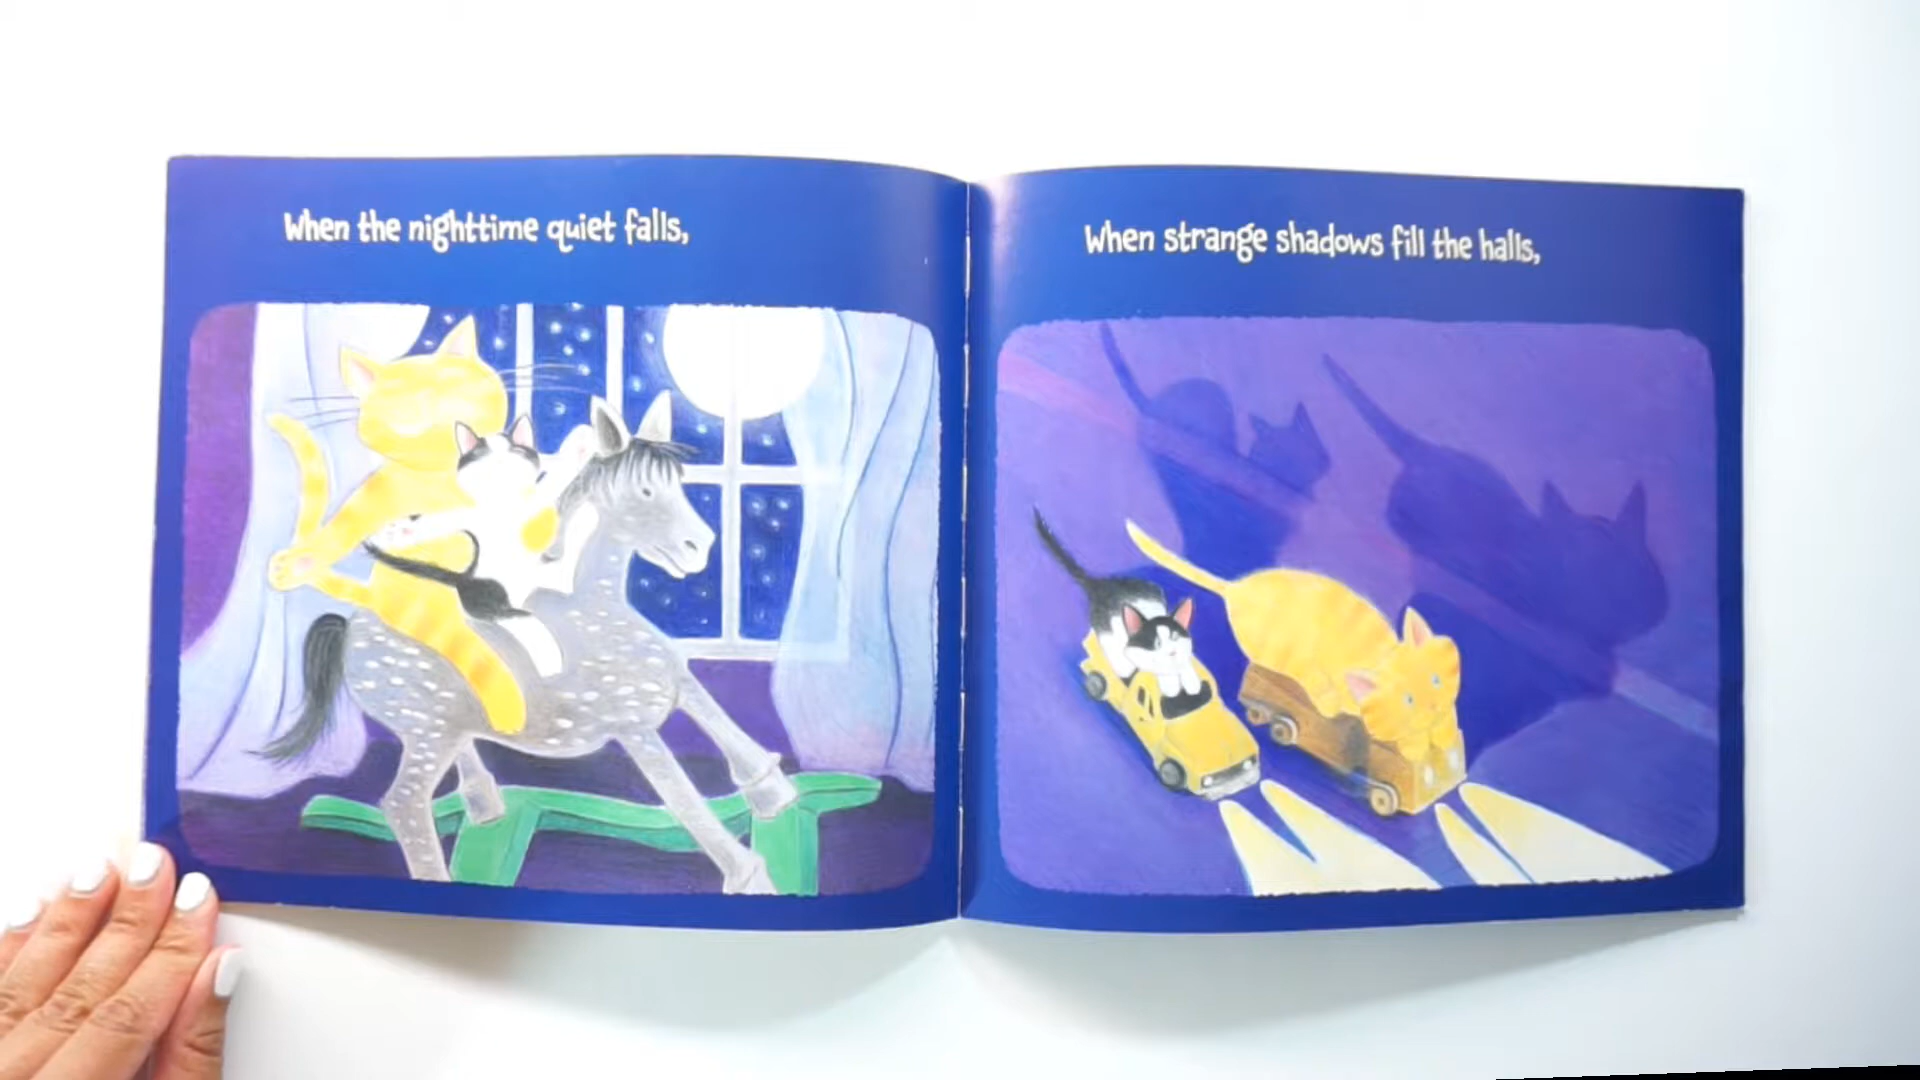 When the nighttime quiet falls,
When strange shadows fill the halls,